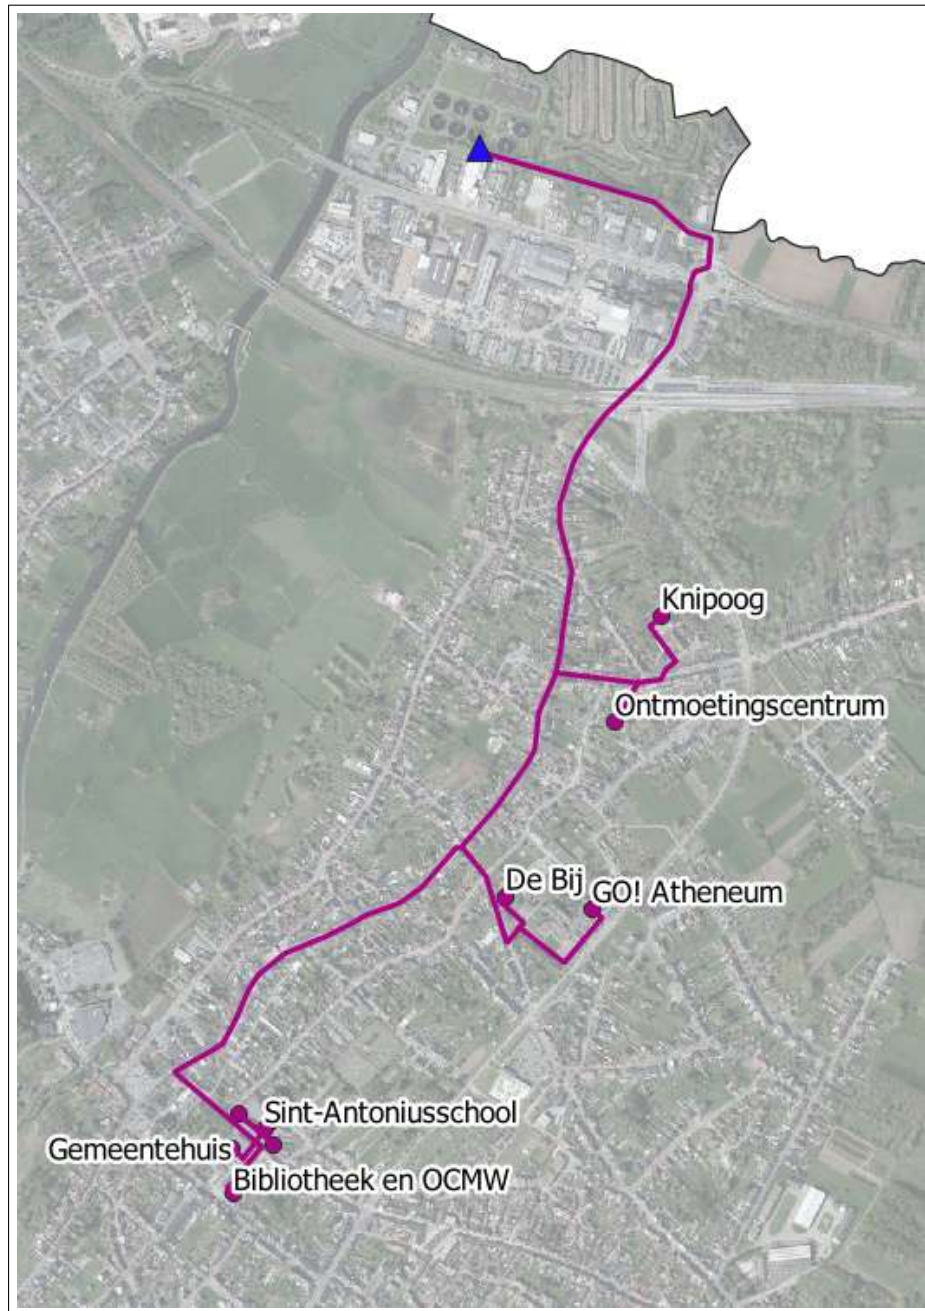 Knipoog
Ontmoetingscentrum
De Bij
GO! Atheneum
Sint-Antoniusschool
Gemeentehuis
Bibliotheek en OCMW